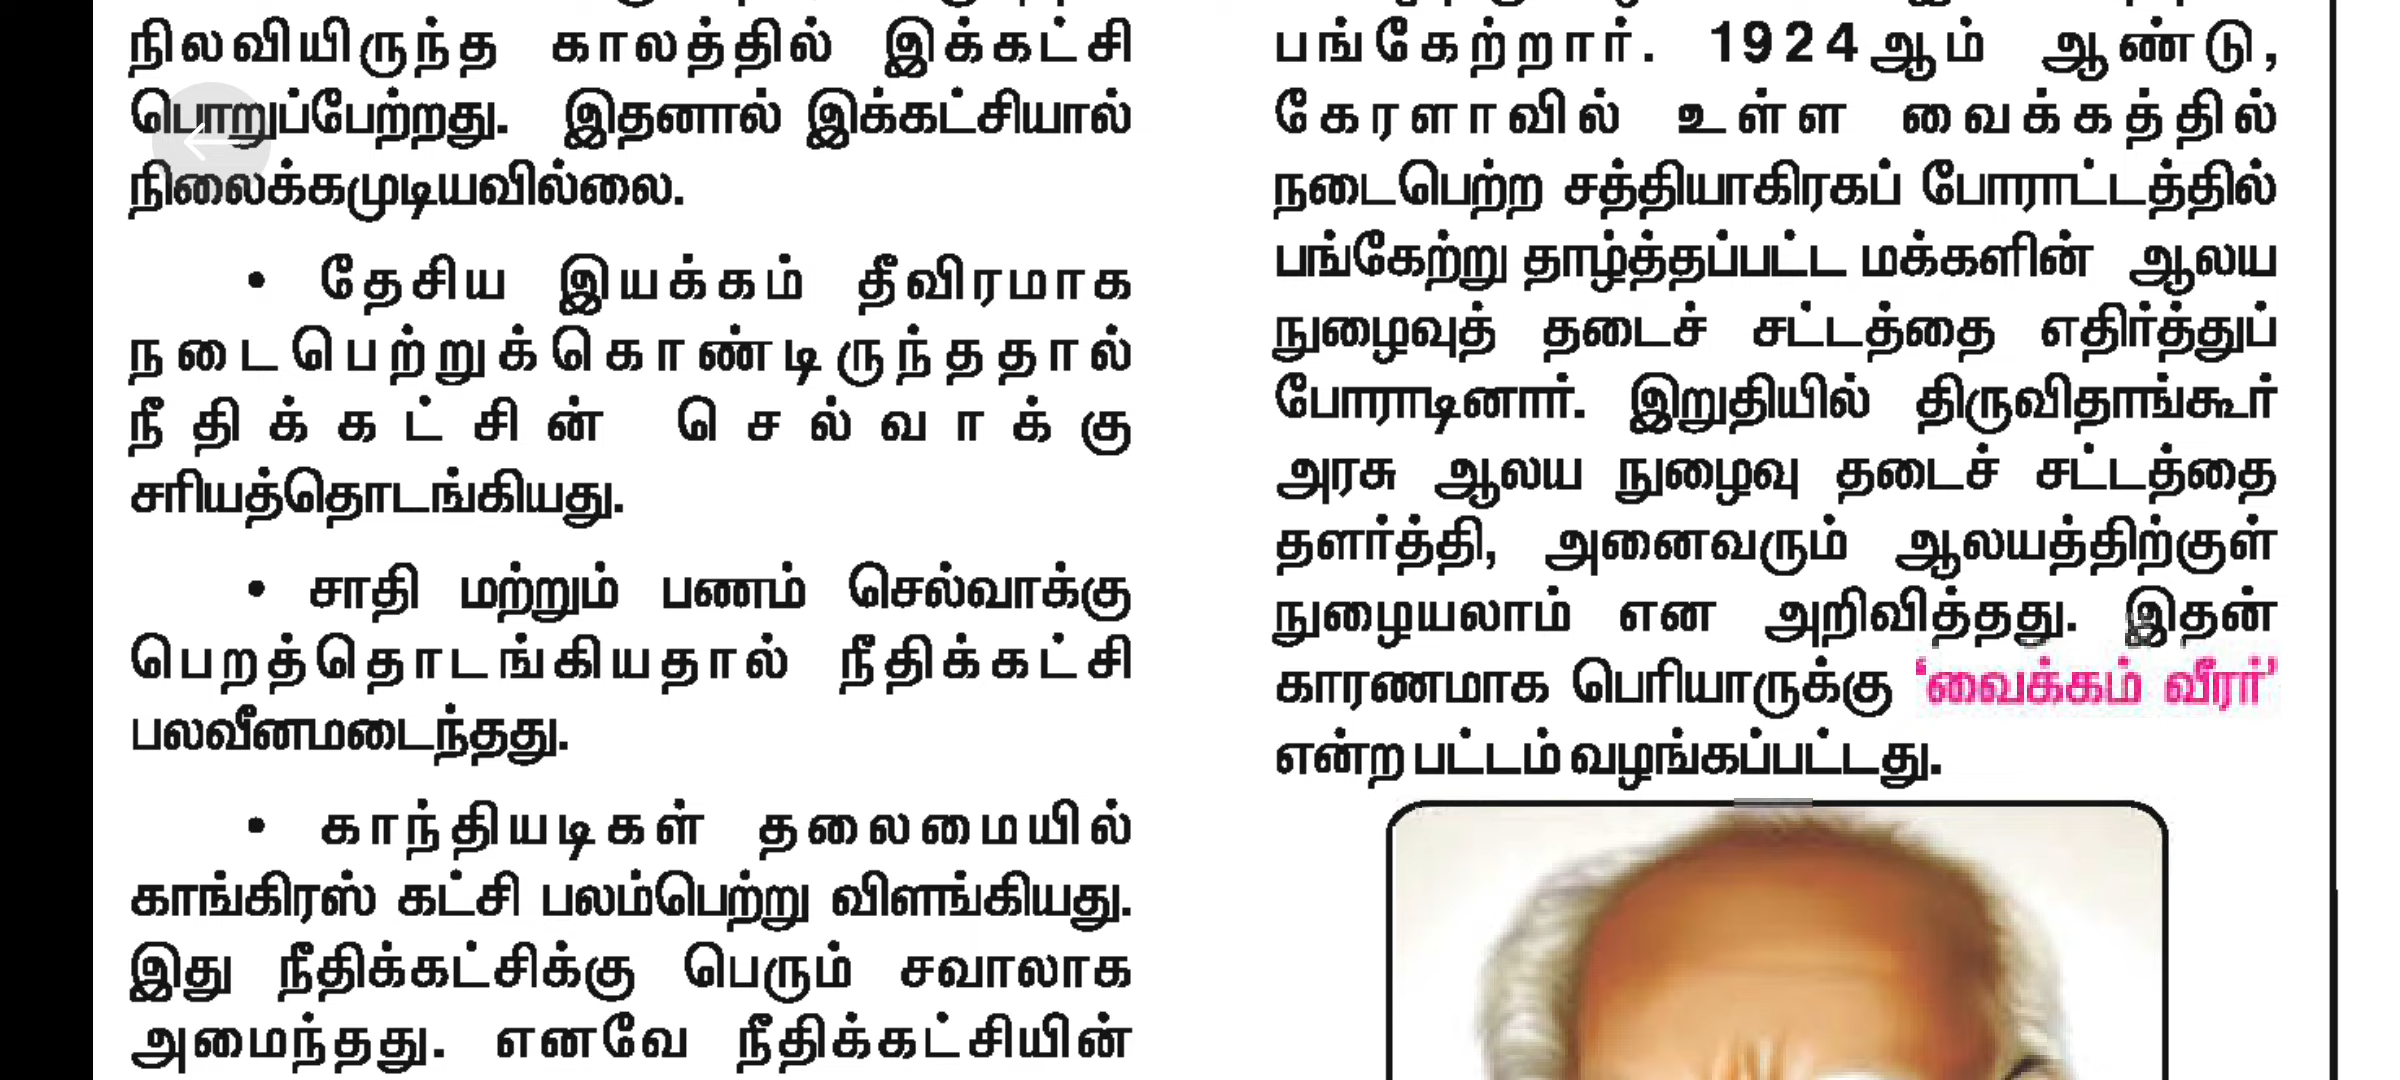 நிலவியிருந்த காலத்தில் இக்கட்சி
பொறுப்பேற்றது. இதனால் இக்கட்சியால்
நிலைக்கமுடியவில்லை.
• தேசிய இயக்கம் தீவிரமாக
நடைபெற்றுக்கொண்டிருந்ததால்
நீதிக்கட்சின் செல்வாக்கு
சரியத்தொடங்கியது.
• சாதி மற்றும் பணம் செல்வாக்கு
பெறத்தொடங்கியதால் நீதிக்கட்சி
பலவீனமடைந்தது.
• காந்தியடிகள் தலைமையில்
காங்கிரஸ் கட்சி பலம்பெற்று விளங்கியது.
இது நீதிக்கட்சிக்கு பெரும் சவாலாக
அமைந்தது. எனவே நீதிக்கட்சியின்
பங்கேற்றார். 1924ஆம் ஆண்டு,
கேரளாவில் உள்ள வைக்கத்தில்
நடைபெற்ற சத்தியாகிரகப் போராட்டத்தில்
பங்கேற்று தாழ்த்தப்பட்ட மக்களின் ஆலய
நுழைவுத் தடைச் சட்டத்தை எதிர்த்துப்
போராடினார். இறுதியில் திருவிதாங்கூர்
அரசு ஆலய நுழைவு தடைச் சட்டத்தை
தளர்த்தி, அனைவரும் ஆலயத்திற்குள்
நுழையலாம் என அறிவித்தது. இதன்
காரணமாக பெரியாருக்கு ‘வைக்கம் வீரர்’
என்ற பட்டம் வழங்கப்பட்டது.